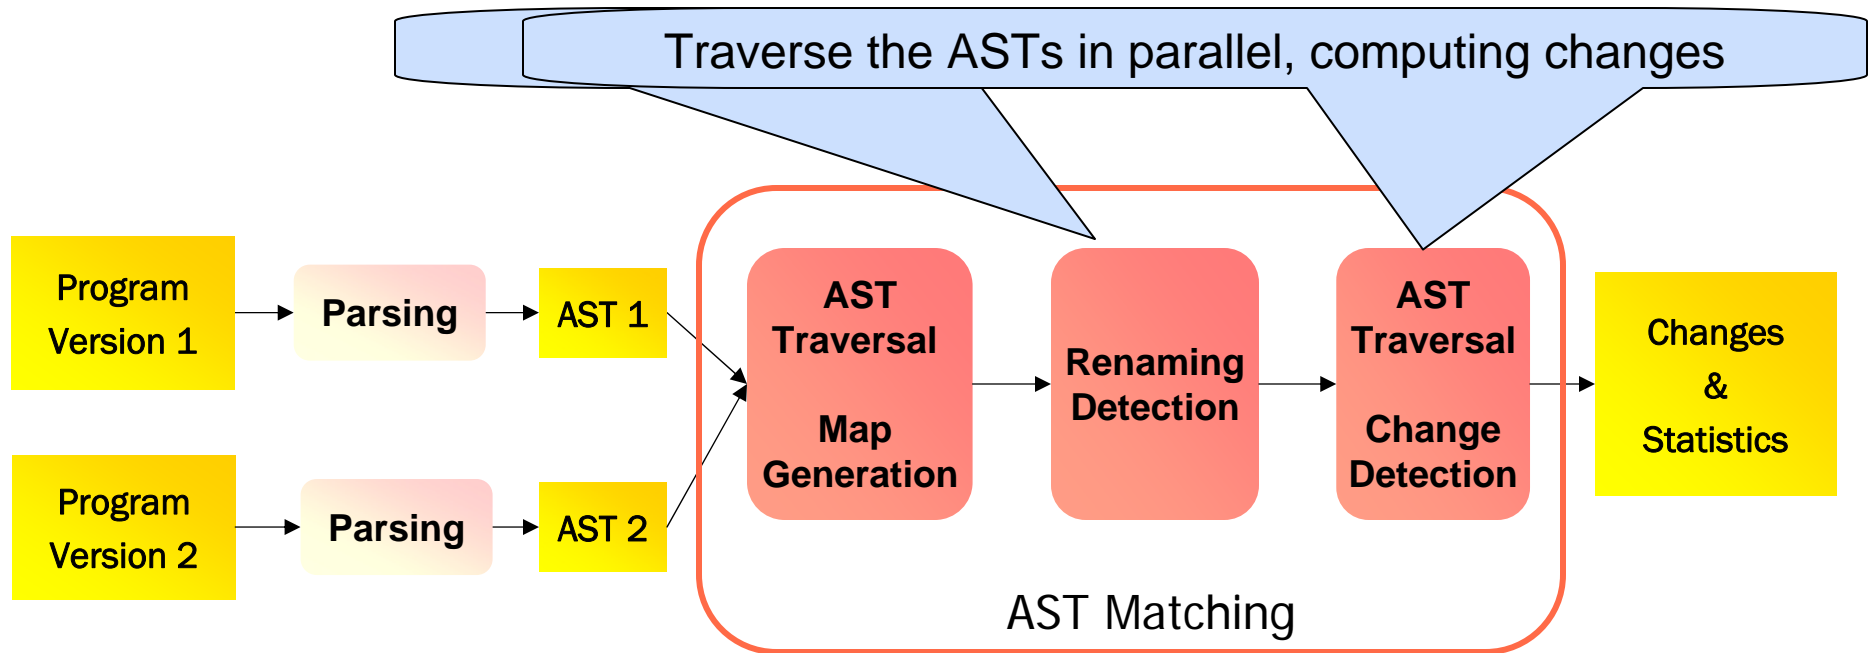 Traverse the ASTs in parallel, computing changes
Program
Version 1
Parsing
AST 1
Program
Version 2
Parsing
AST 2
AST
Traversal
Map
Generation
Renaming
Detection
AST
Traversal
Change
Detection
Changes
&
Statistics
AST Matching